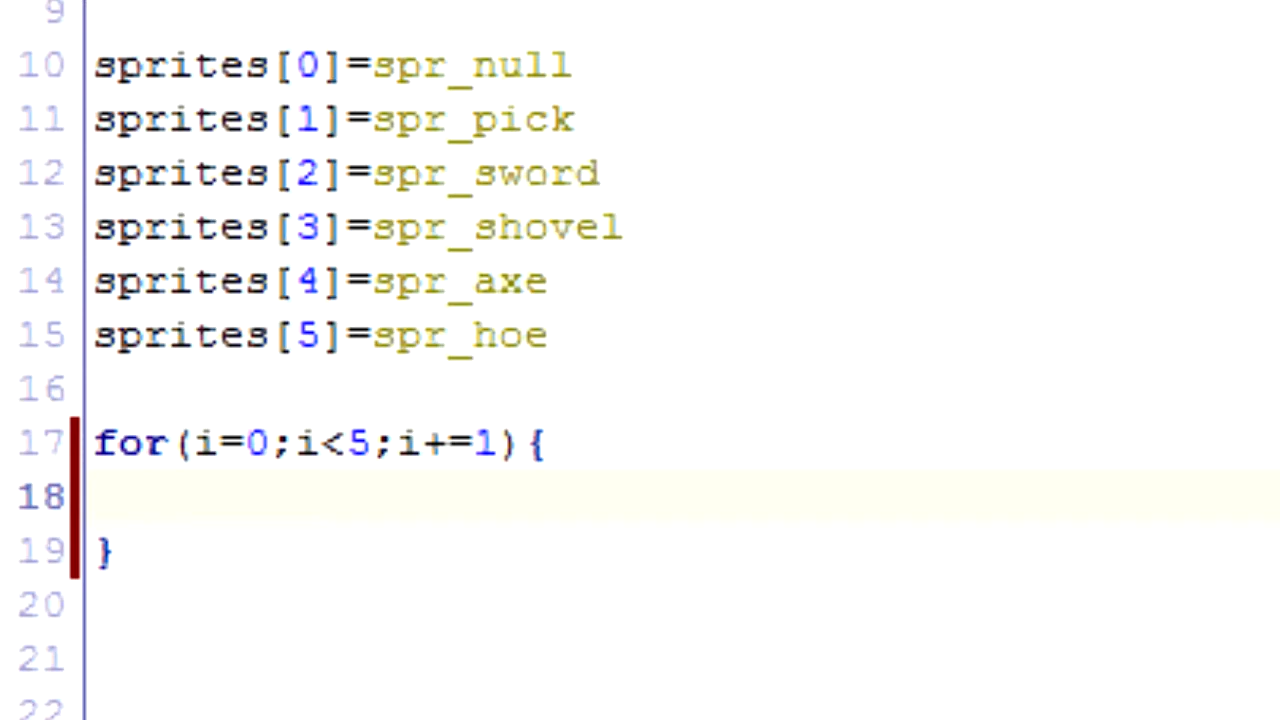 9
10 sprites[0]=spr_null
11 sprites[1]=spr_pick
12 sprites[2]=spr_sword
13 sprites[3]=spr_shovel
14 sprites[4]=spr_axe
15 sprites[5]=spr_hoe
16
17 for(i=0;i<5;i+=1){
18
19 }
20
21
22